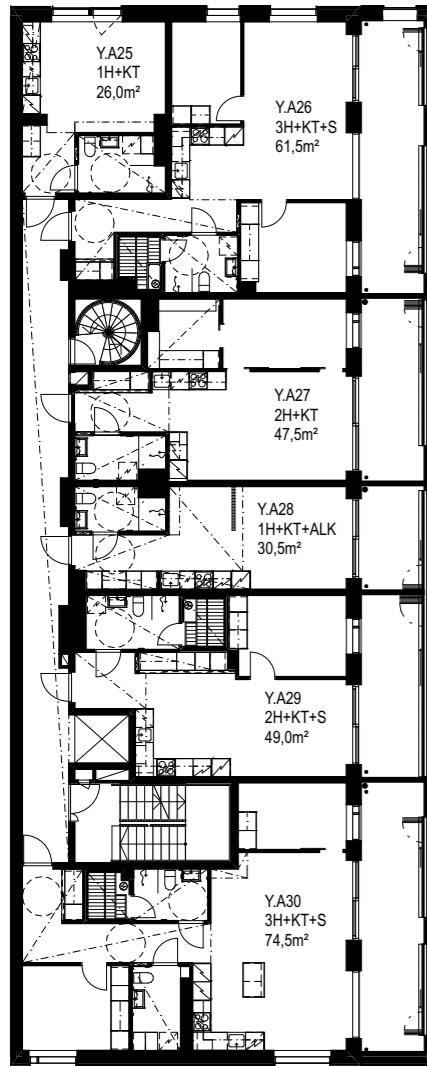 Y.A25
1H+KT
26,0m²
Y.A26
3H+KT+S
61,5m²
Y.A27
2H+KT
47,5m²
Y.A28
1H+KT+ALK
30,5m²
Y.A29
2H+KT+S
49,0m²
Y.A30
3H+KT+S
74,5m²